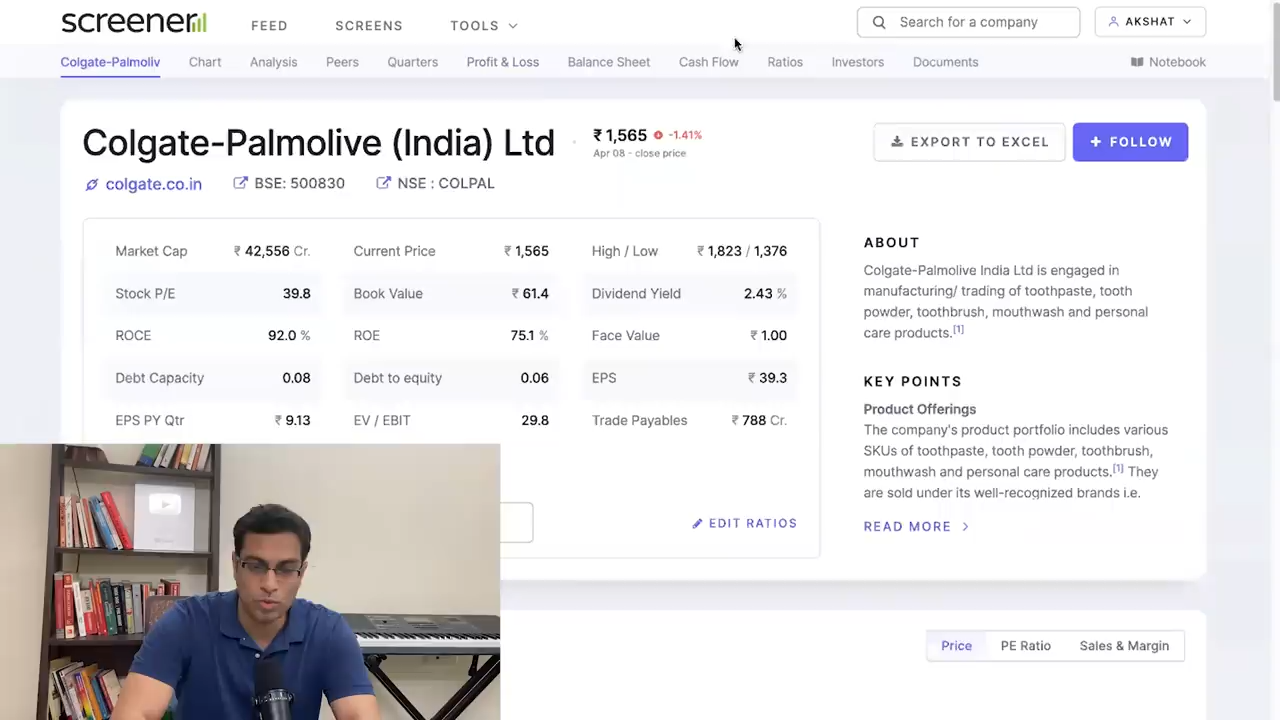 screener
FEED
SCREENS
TOOLS
Search for a company
AKSHAT
Colgate-Palmoliv
Chart
Analysis
Peers
Quarters
Profit & Loss
Balance Sheet
Cash Flow
Ratios
Investors
Documents
Notebook
Colgate-Palmolive (India) Ltd
₹ 1,565 -1.41%
Apr 08 - close price
EXPORT TO EXCEL
+ FOLLOW
colgate.co.in
BSE: 500830
NSE : COLPAL
Market Cap ₹ 42,556 Cr.
Current Price ₹ 1,565
High / Low ₹ 1,823 / 1,376
Stock P/E 39.8
Book Value ₹ 61.4
Dividend Yield 2.43 %
ROCE 92.0 %
ROE 75.1 %
Face Value ₹ 1.00
Debt Capacity 0.08
Debt to equity 0.06
EPS ₹ 39.3
EPS PY Qtr ₹ 9.13
EV / EBIT 29.8
Trade Payables ₹ 788 Cr.
EDIT RATIOS
ABOUT
Colgate-Palmolive India Ltd is engaged in
manufacturing/ trading of toothpaste, tooth
powder, toothbrush, mouthwash and personal
care products.[1]
KEY POINTS
Product Offerings
The company's product portfolio includes various
SKUs of toothpaste, tooth powder, toothbrush,
mouthwash and personal care products.[1] They
are sold under its well-recognized brands i.e.
READ MORE
Price
PE Ratio
Sales & Margin